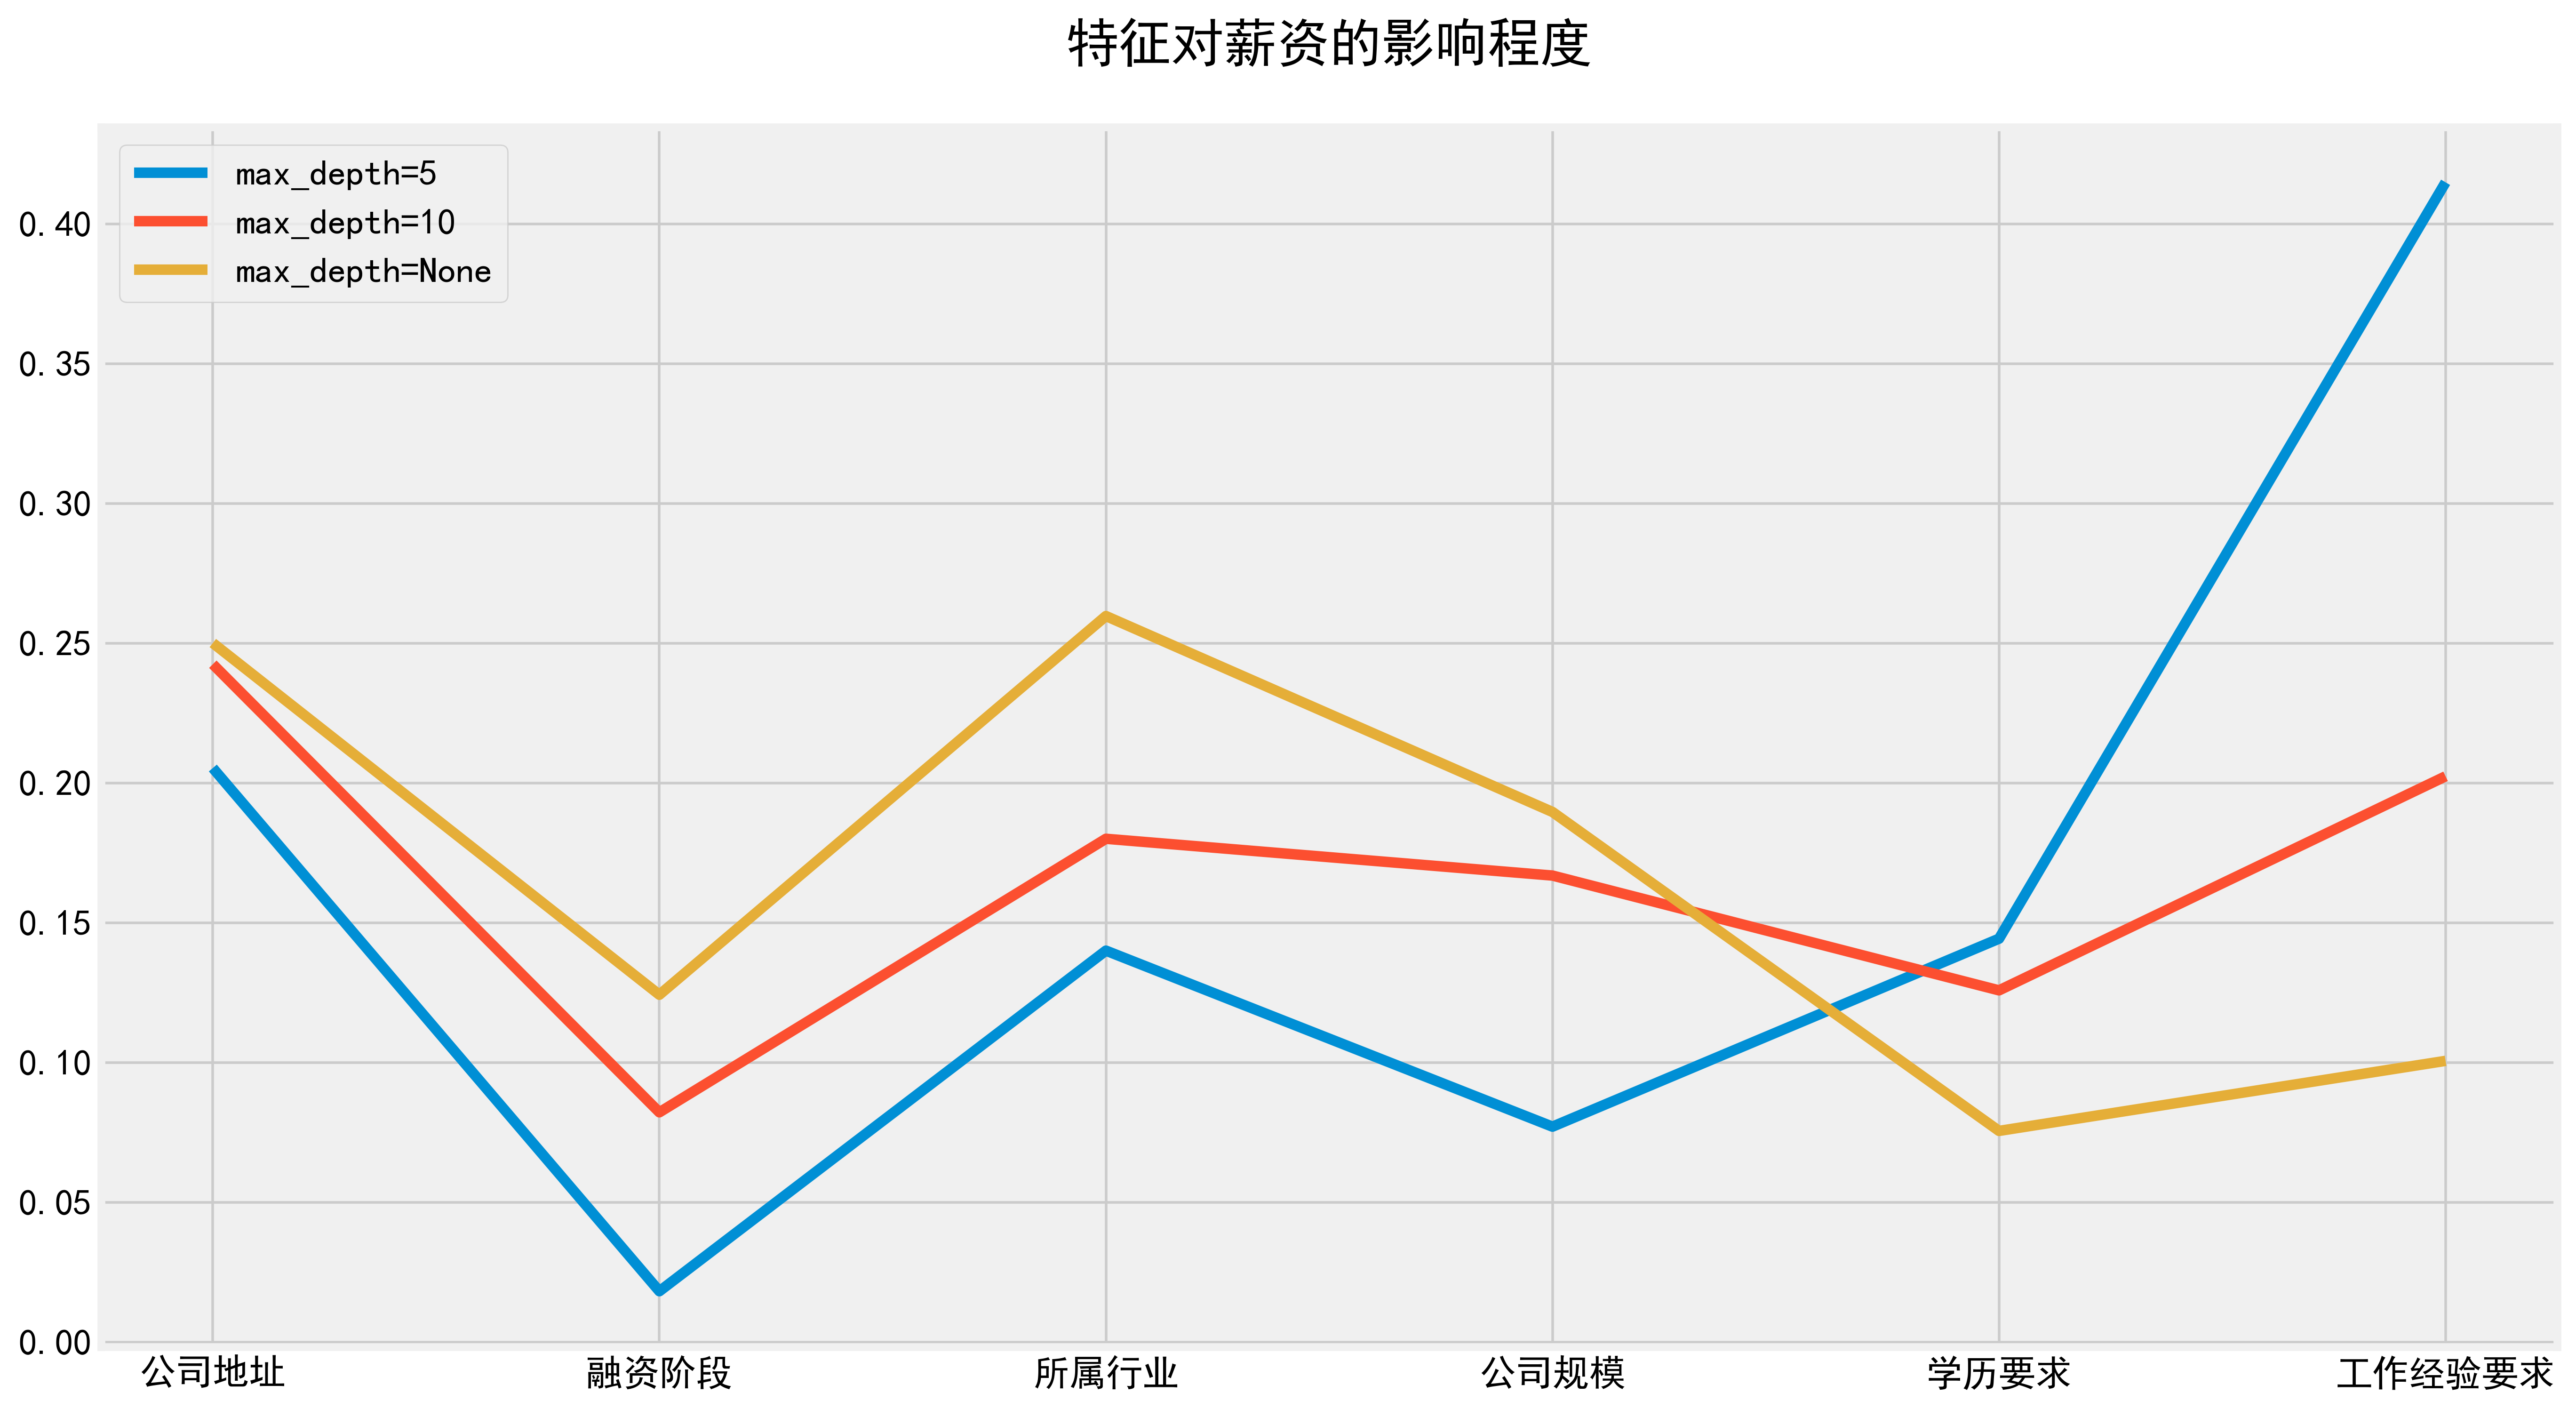 特征对薪资的影响程度
max_depth=5
max_depth=10
max_depth=None
0.40
0.35
0.30
0.25
0.20
0.15
0.10
0.05
0.00
公司地址 融资阶段 所属行业 公司规模 学历要求 工作经验要求